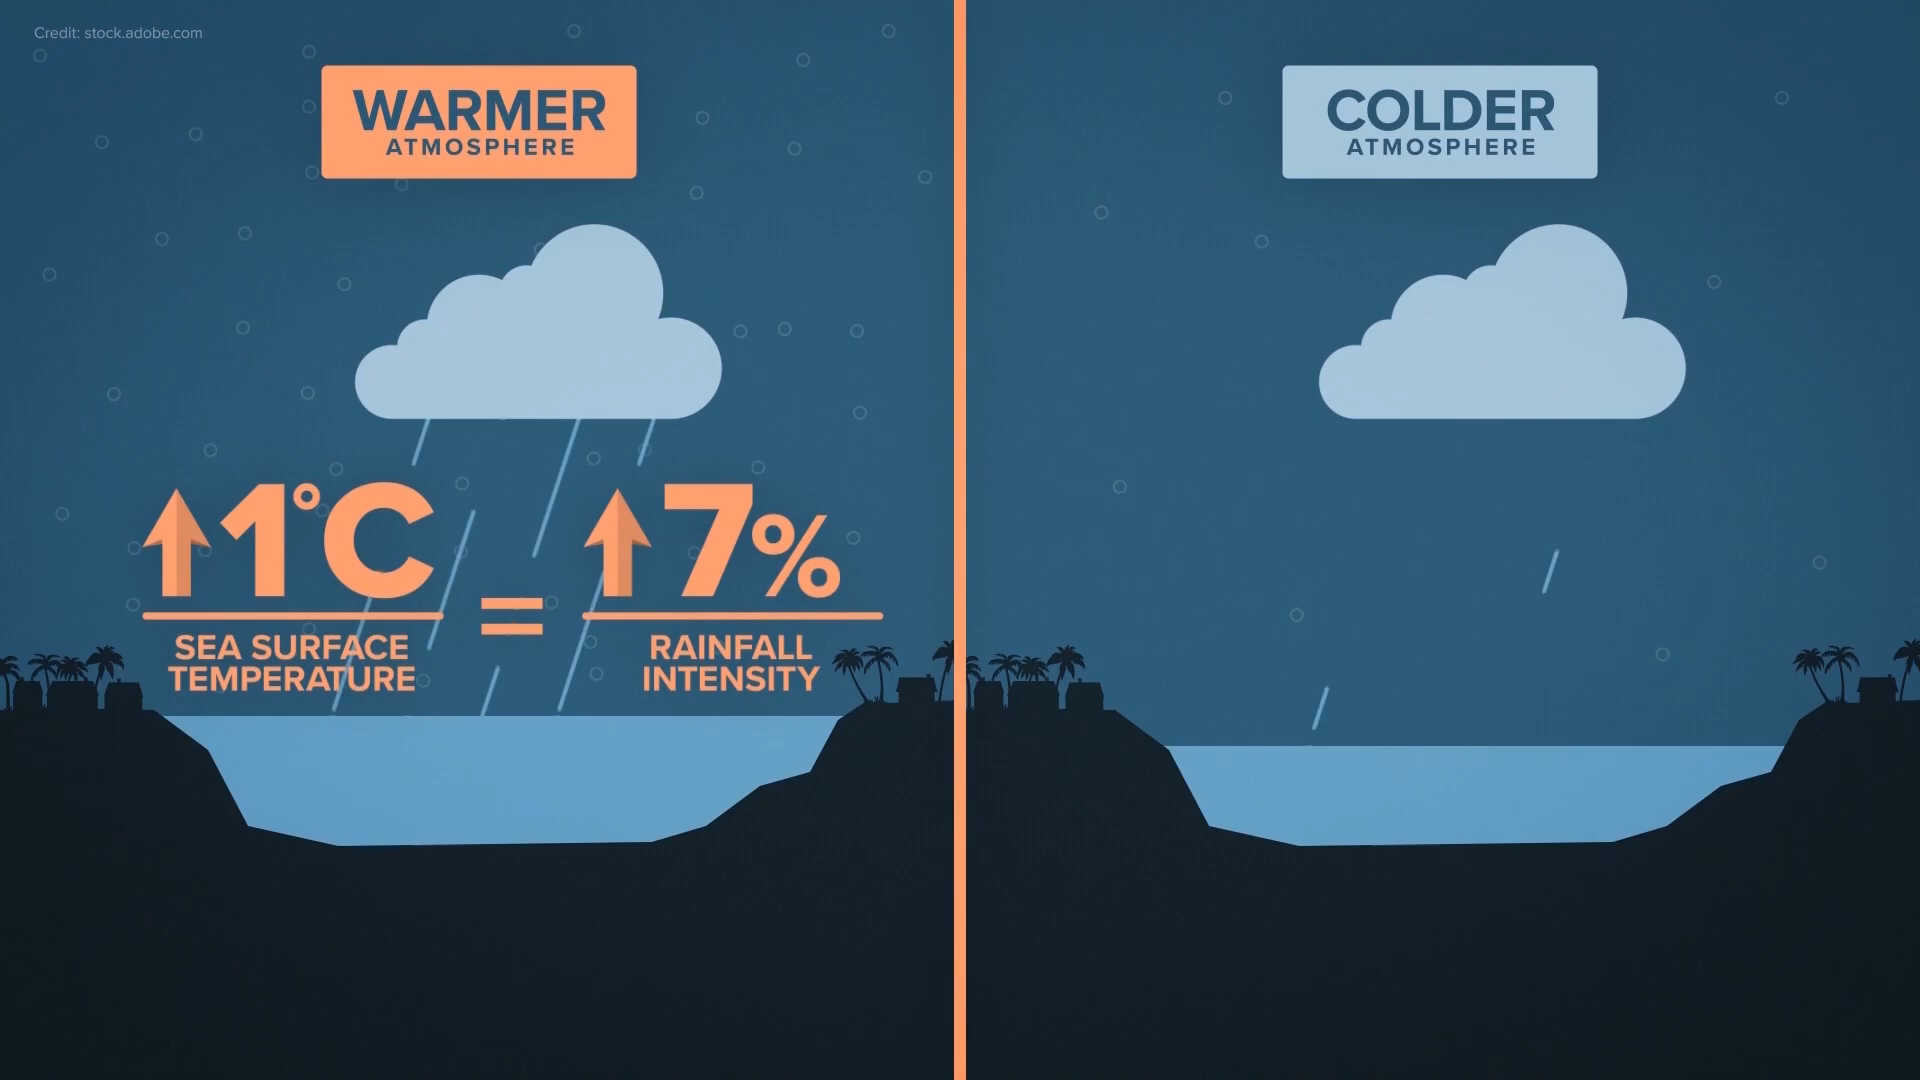 Credit: stock.adobe.com
WARMER
ATMOSPHERE
↑1°C
SEA SURFACE
TEMPERATURE
=
↑7%
RAINFALL
INTENSITY
COLDER
ATMOSPHERE